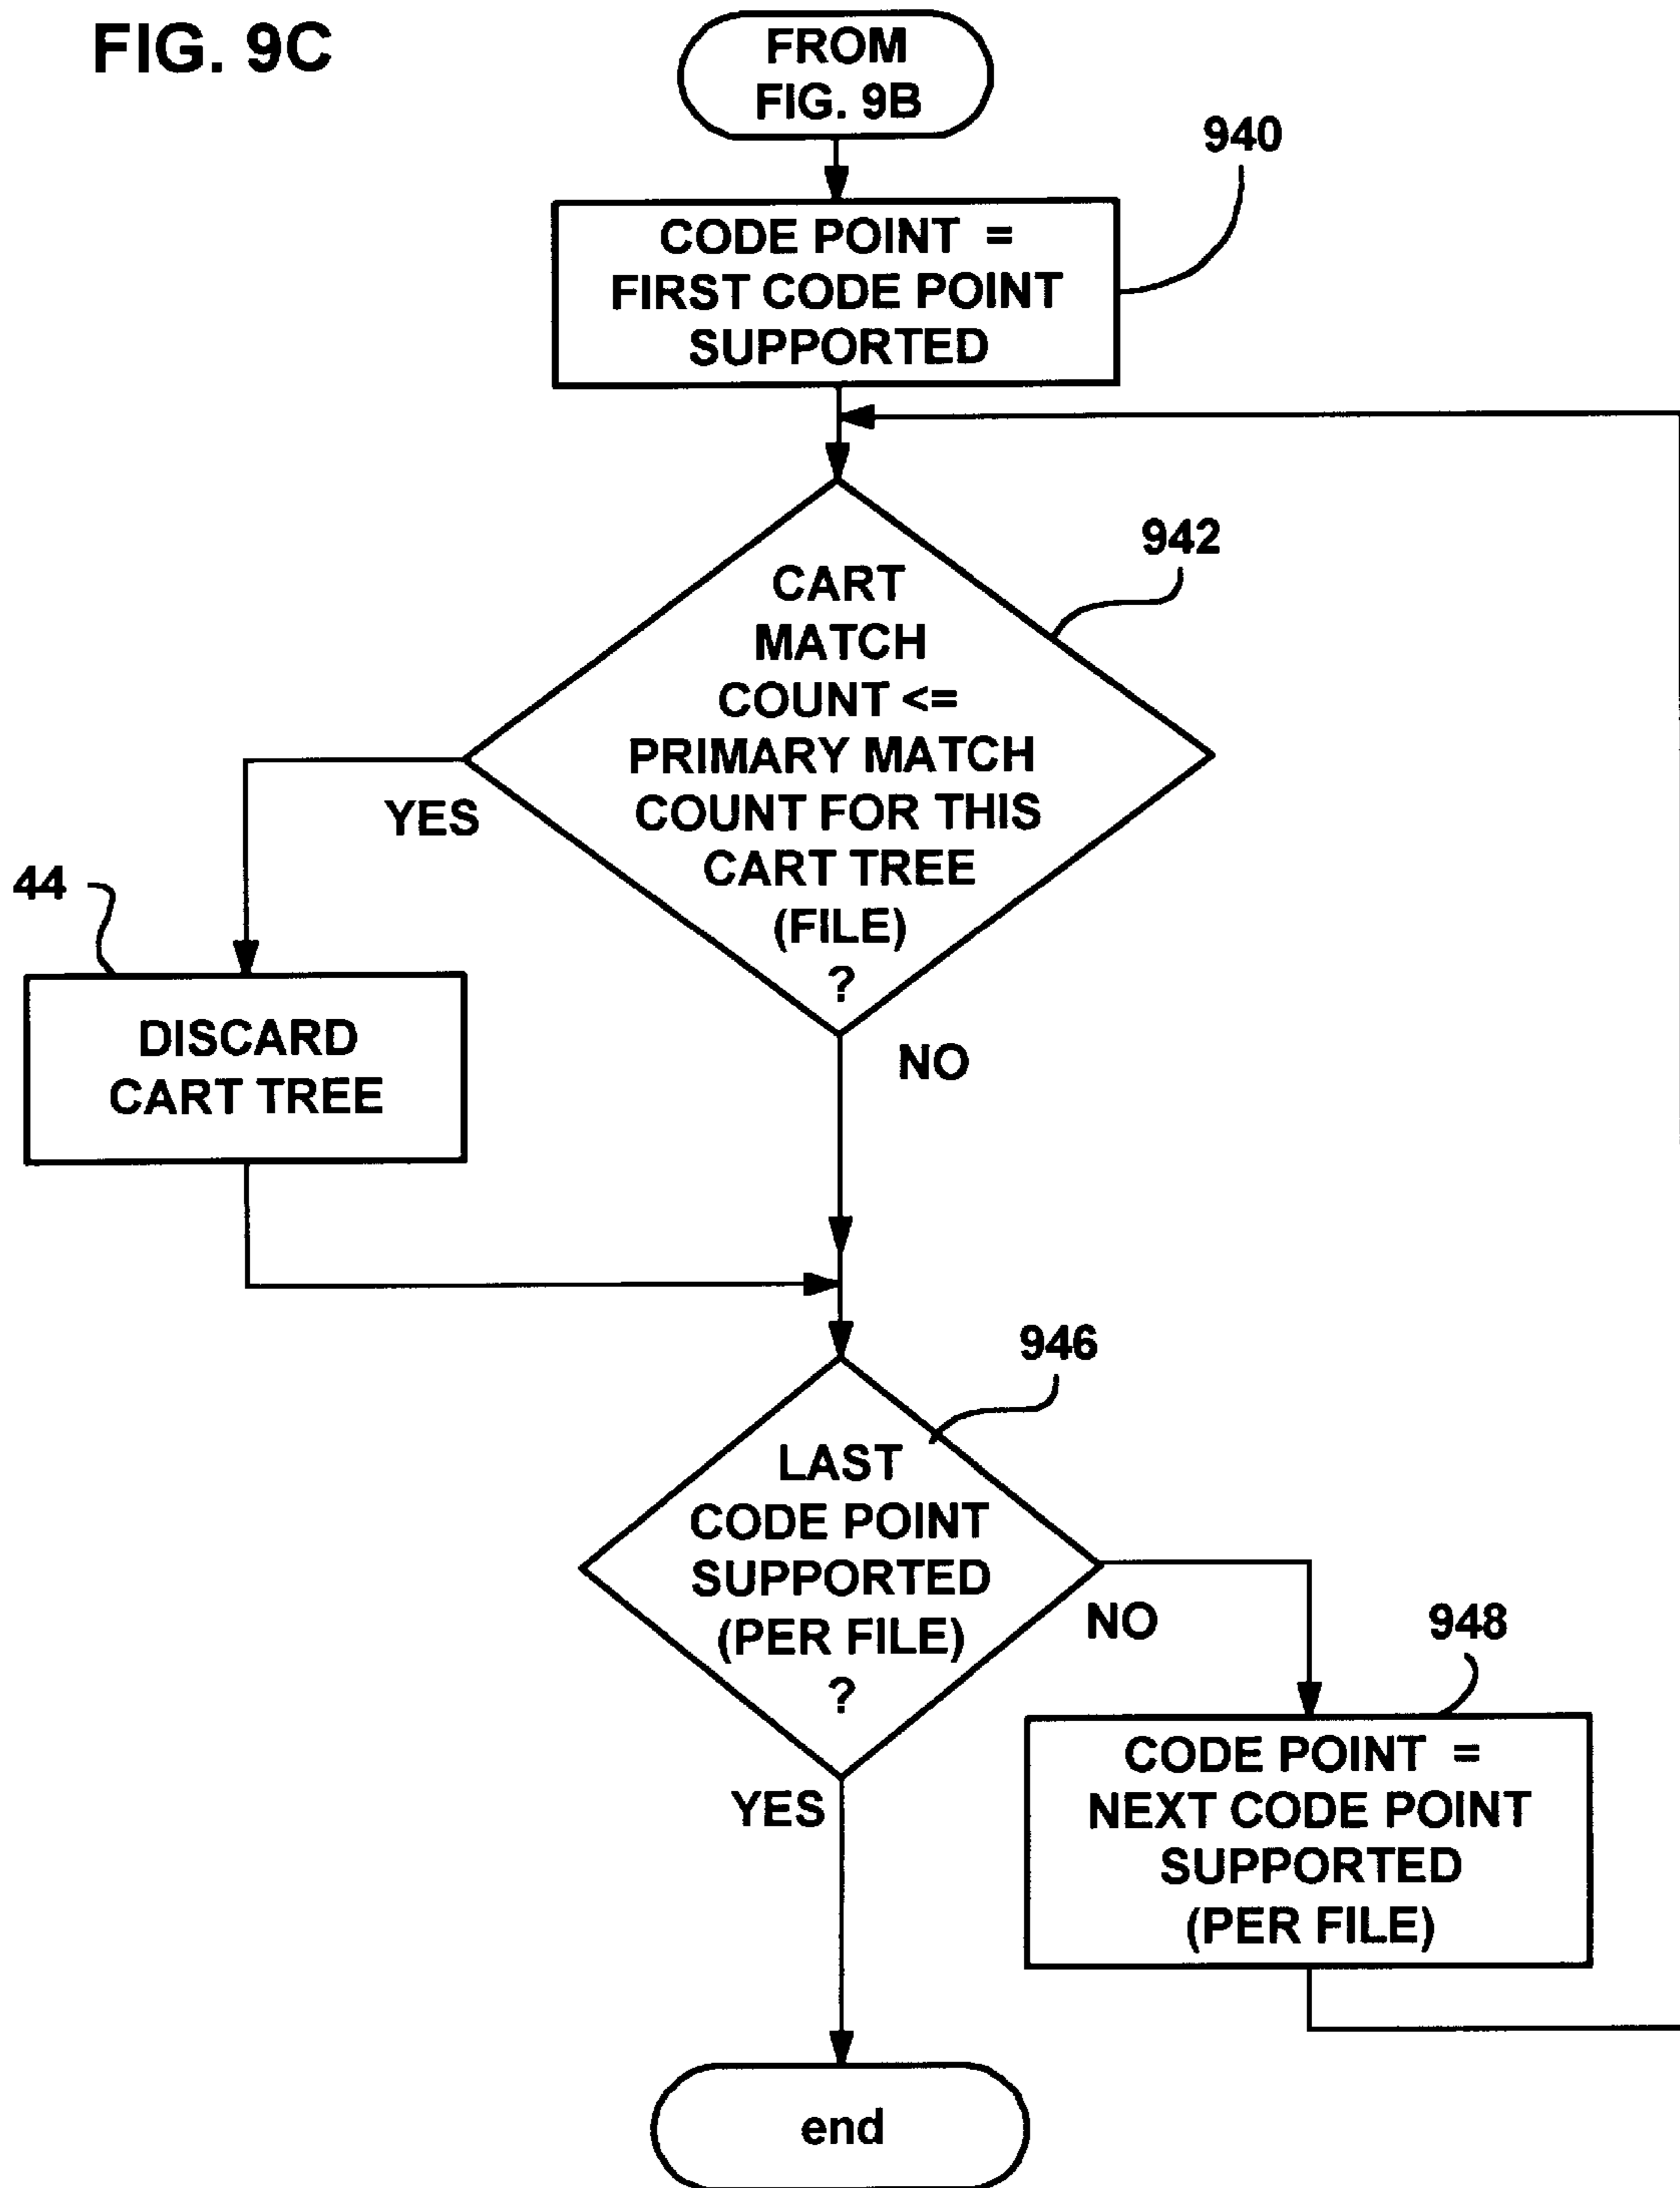 FIG. 9C
FROM
FIG. 9B
940
CODE POINT =
FIRST CODE POINT
SUPPORTED
942
CART
MATCH
COUNT <=
PRIMARY MATCH
COUNT FOR THIS
CART TREE
(FILE)
?
YES
44
DISCARD
CART TREE
NO
946
LAST
CODE POINT
SUPPORTED
(PER FILE)
?
NO
948
YES
CODE POINT =
NEXT CODE POINT
SUPPORTED
(PER FILE)
end